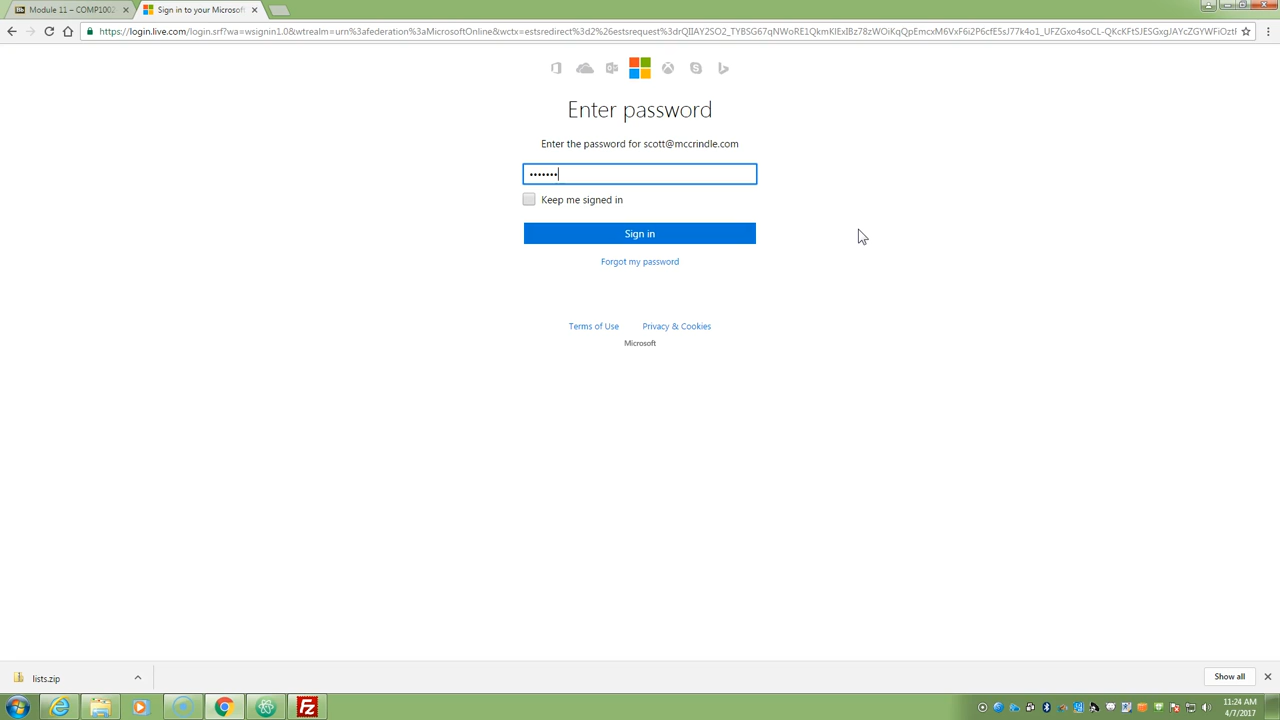 Module 11 – COMP1002
Sign in to your Microsoft
Enter password
Enter the password for scott@mccrindle.com
•••••••
Keep me signed in
Sign in
Forgot my password
Terms of Use Privacy & Cookies
Microsoft
lists.zip
Show all
11:24 AM
4/7/2017